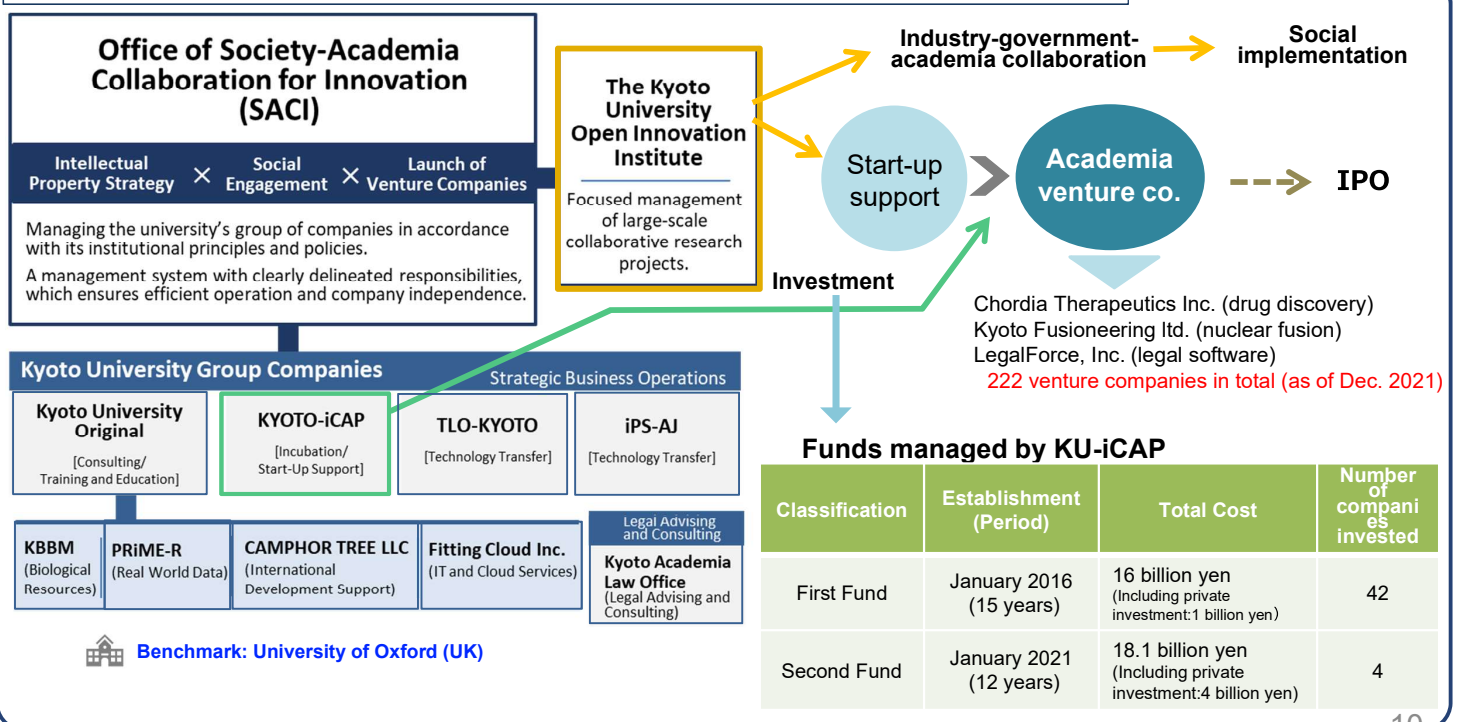 Office of Society-Academia
Collaboration for Innovation
(SACI)
Intellectual
Property Strategy
×
Social
Engagement
×
Launch of
Venture Companies
Managing the university's group of companies in accordance
with its institutional principles and policies.
A management system with clearly delineated responsibilities,
which ensures efficient operation and company independence.
The Kyoto
University
Open Innovation
Institute
Focused management
of large-scale
collaborative research
projects.
Industry-government-
academia collaboration
Social
implementation
Start-up
support
Academia
venture co.
IPO
Investment
Chordia Therapeutics Inc. (drug discovery)
Kyoto Fusioneering ltd. (nuclear fusion)
LegalForce, Inc. (legal software)
222 venture companies in total (as of Dec. 2021)
Kyoto University Group Companies
Strategic Business Operations
Kyoto University
Original
[Consulting/
Training and Education]
KYOTO-iCAP
[Incubation/
Start-Up Support]
TLO-KYOTO
[Technology Transfer]
iPS-AJ
[Technology Transfer]
KBBM
(Biological
Resources)
PRiME-R
(Real World Data)
CAMPHOR TREE LLC
(International
Development Support)
Fitting Cloud Inc.
(IT and Cloud Services)
Legal Advising
and Consulting
Kyoto Academia
Law Office
(Legal Advising and
Consulting)
Benchmark: University of Oxford (UK)
Funds managed by KU-iCAP
Classification
Establishment
(Period)
Total Cost
Number
of
compani
es
invested
First Fund
January 2016
(15 years)
16 billion yen
(Including private
investment:1 billion yen)
42
Second Fund
January 2021
(12 years)
18.1 billion yen
(Including private
investment:4 billion yen)
4